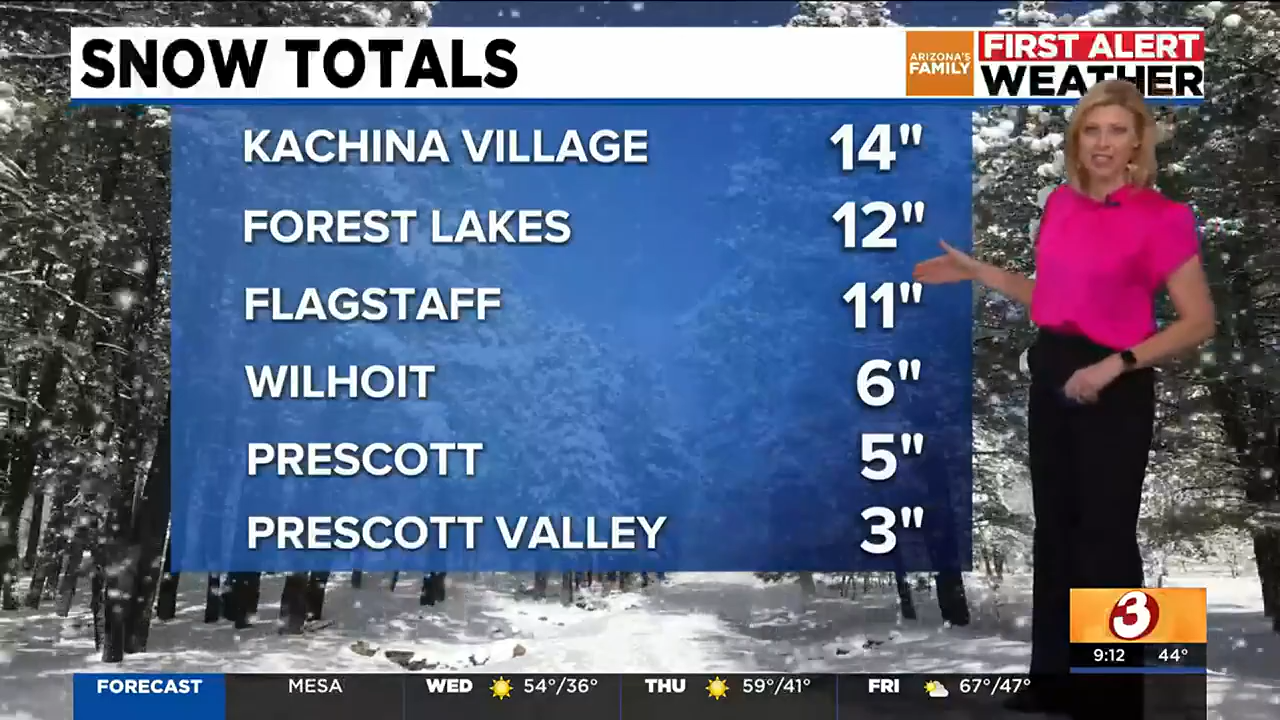 SNOW TOTALS
ARIZONA'S FAMILY
FIRST ALERT
WEATHER
KACHINA VILLAGE 14"
FOREST LAKES 12"
FLAGSTAFF 11"
WILHOIT 6"
PRESCOTT 5"
PRESCOTT VALLEY 3"
3
9:12 44°
FORECAST MESA WED 54°/36° THU 59°/41° FRI 67°/47°